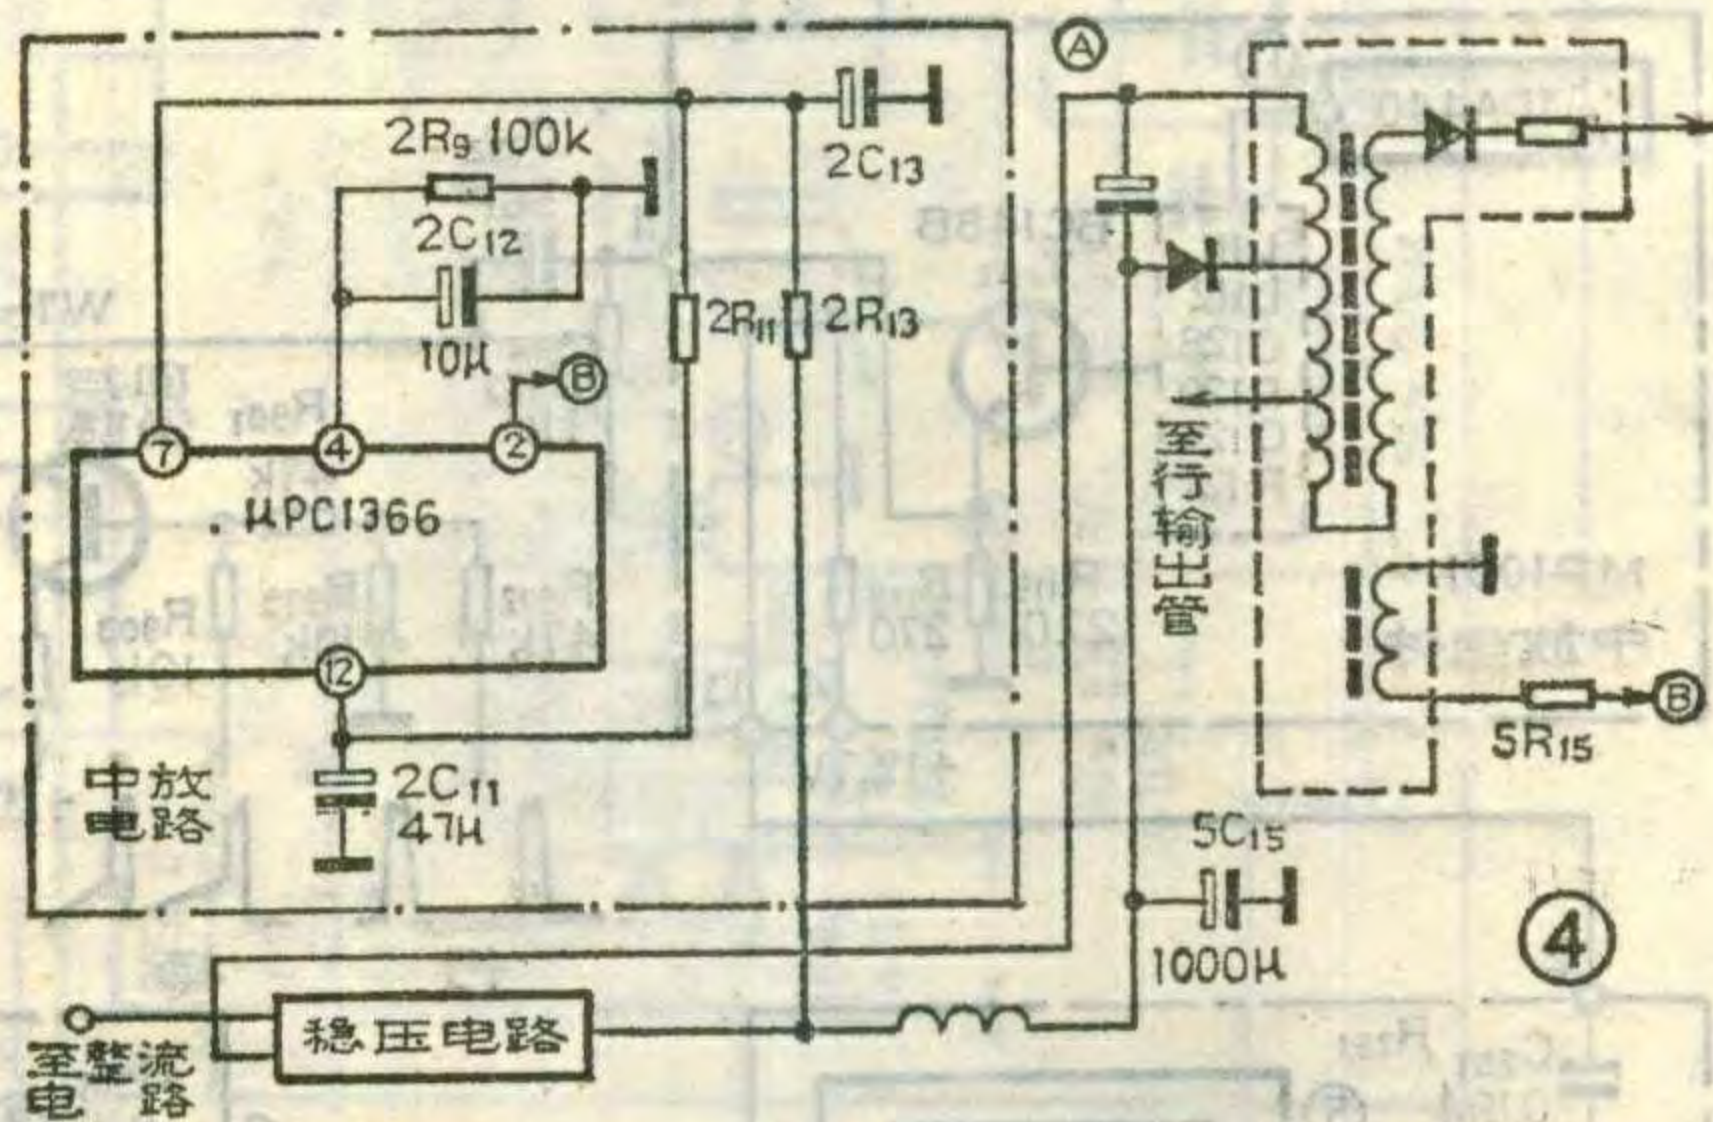 Ⓐ
2R₉ 100k
2C₁₃
2C₁₂
10μ
2R₁₁
2R₁₃
Ⓑ
⑦
④
②
μPC1366
⑫
至行输出管
中放
电路
2C₁₁
47μ
Ⓑ
5R₁₅
5C₁₅
1000μ
④
稳压电路
至整流
电路